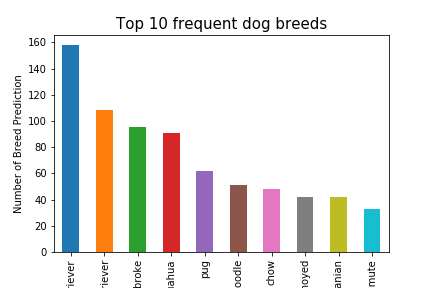 Top 10 frequent dog breeds
Number of Breed Prediction
160
140
120
100
80
60
40
20
0
riever
riever
broke
ahua
pug
oodle
chow
noyed
anian
mute